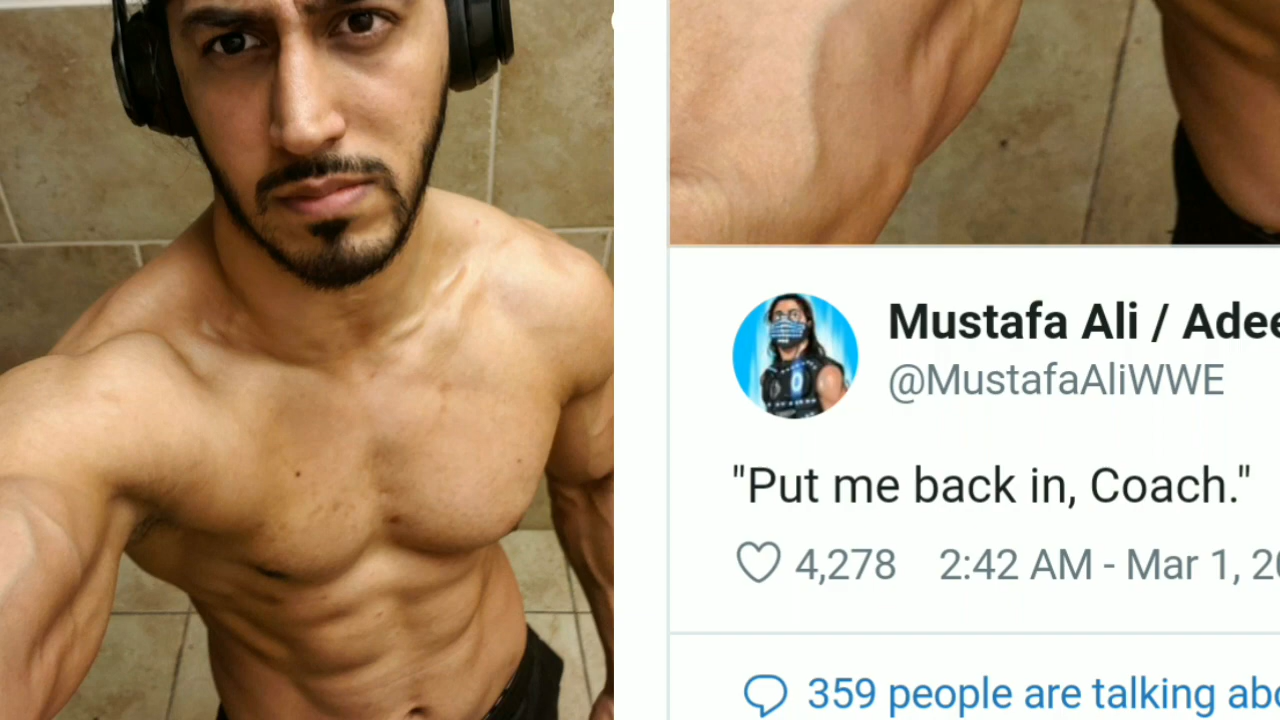 Mustafa Ali / Adee
@MustafaAliWWE
"Put me back in, Coach."
4,278 2:42 AM - Mar 1, 20
359 people are talking abo